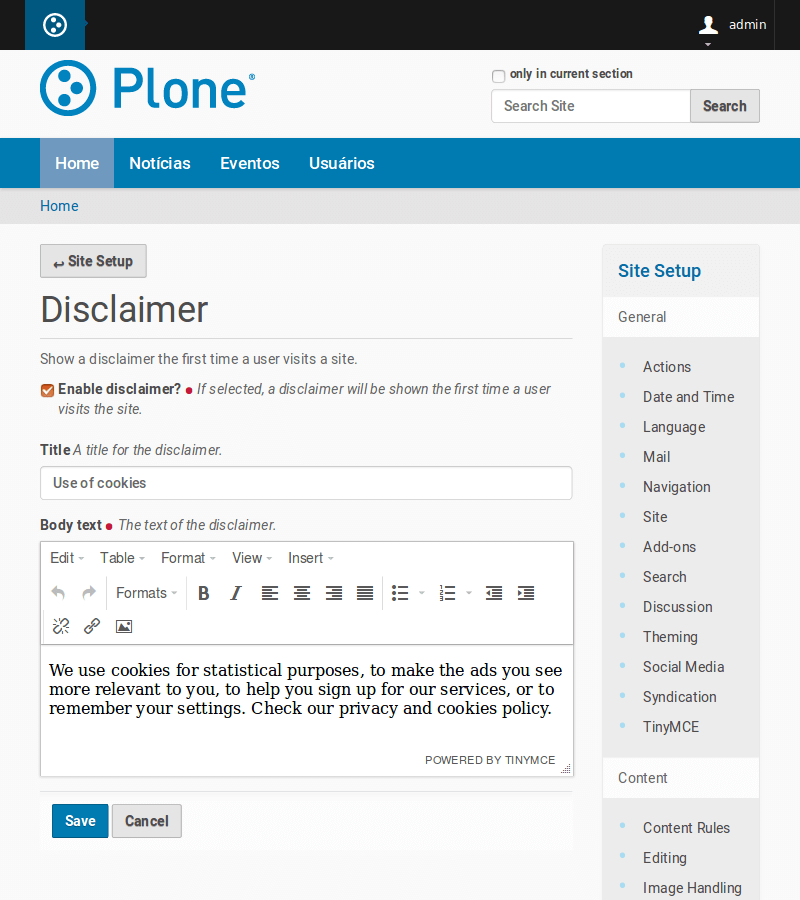 admin
Plone®
only in current section
Search Site
Search
Home
Notícias
Eventos
Usuários
Home
Site Setup
Disclaimer
Show a disclaimer the first time a user visits a site.
Enable disclaimer? If selected, a disclaimer will be shown the first time a user
visits the site.
Title A title for the disclaimer.
Use of cookies
Body text The text of the disclaimer.
Edit Table Format View Insert
Formats B I
We use cookies for statistical purposes, to make the ads you see
more relevant to you, to help you sign up for our services, or to
remember your settings. Check our privacy and cookies policy.
POWERED BY TINYMCE
Save
Cancel
Site Setup
General
Actions
Date and Time
Language
Mail
Navigation
Site
Add-ons
Search
Discussion
Theming
Social Media
Syndication
TinyMCE
Content
Content Rules
Editing
Image Handling